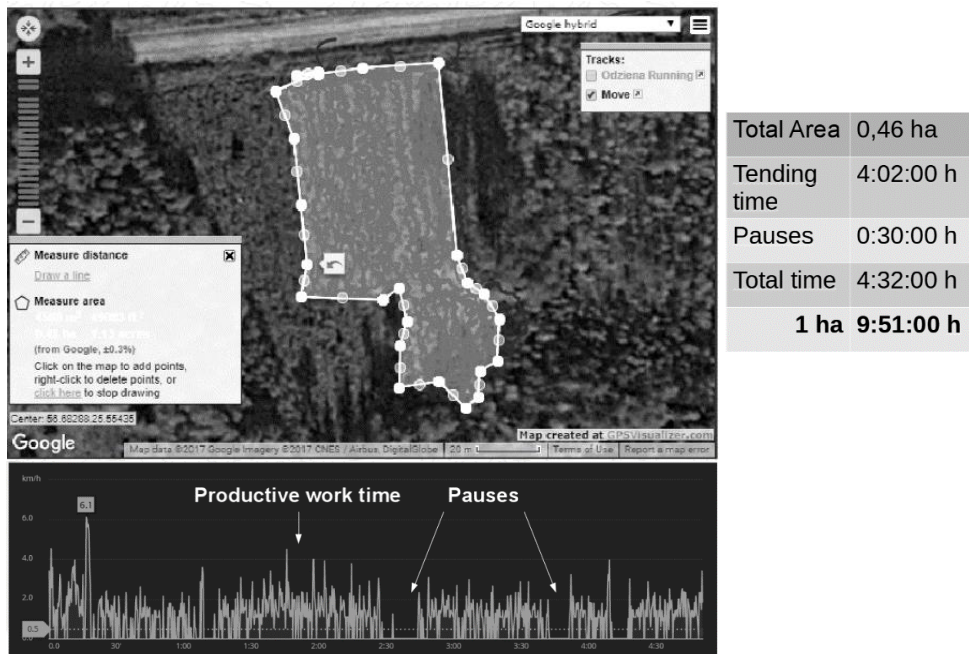 Google hybrid
Tracks:
Odziena Running
Move
Measure distance
Draw a line
Measure area
(from Google, ±0.3%)
Click on the map to add points,
right-click to delete points, or
click here to stop drawing
Center: 56.68288,25.55435
Google
Map created at GPSVisualizer.com
Map data ©2017 Google Imagery ©2017 CNES / Airbus, DigitalGlobe
20 m
Terms of Use
Report a map error
Total Area 0,46 ha
Tending time 4:02:00 h
Pauses 0:30:00 h
Total time 4:32:00 h
1 ha 9:51:00 h
km/h
6.1
Productive work time
Pauses
6.0
4.0
2.0
0.5
0.0 30' 1:00 1:30 2:00 2:30 3:00 3:30 4:00 4:30